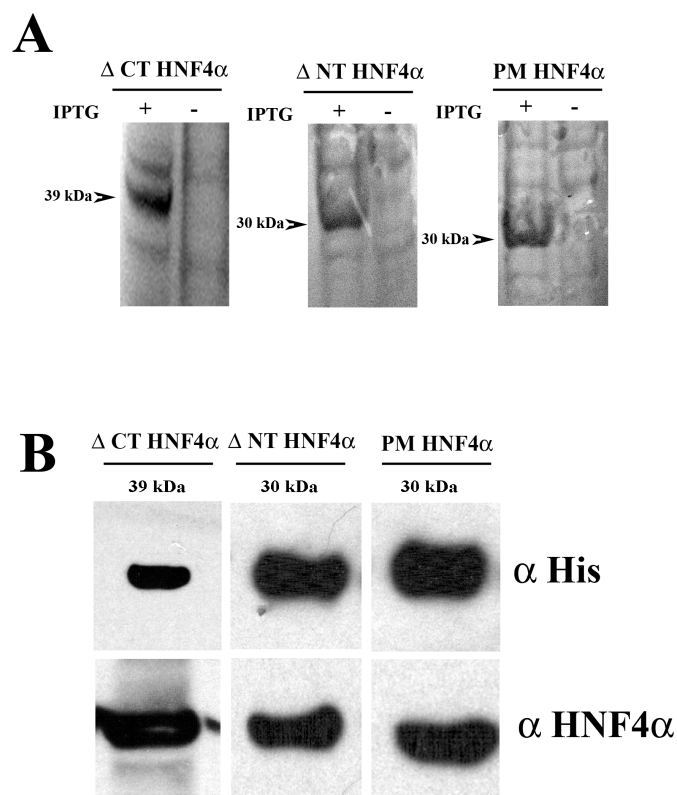 A
Δ CT HNF4α Δ NT HNF4α PM HNF4α
IPTG + - IPTG + - IPTG + -
39 kDa
30 kDa
30 kDa
B
Δ CT HNF4α Δ NT HNF4α PM HNF4α
39 kDa 30 kDa 30 kDa
α His
α HNF4α